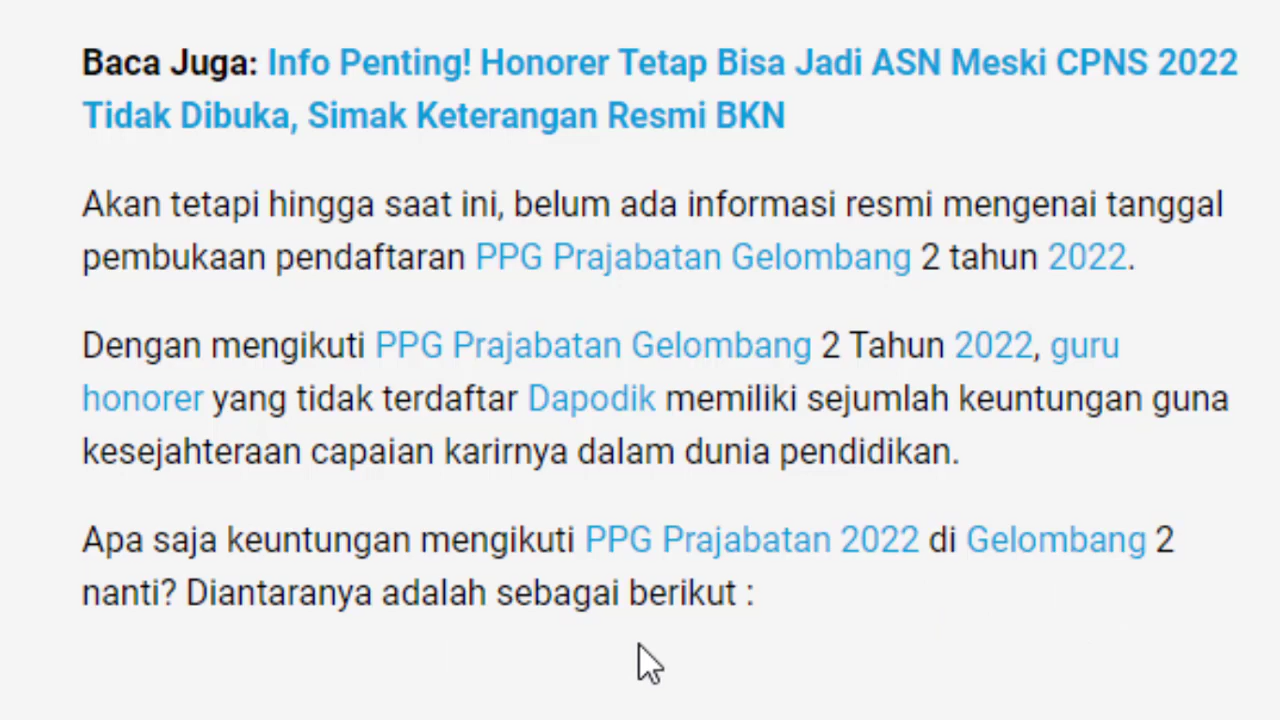 Baca Juga: Info Penting! Honorer Tetap Bisa Jadi ASN Meski CPNS 2022
Tidak Dibuka, Simak Keterangan Resmi BKN
Akan tetapi hingga saat ini, belum ada informasi resmi mengenai tanggal
pembukaan pendaftaran PPG Prajabatan Gelombang 2 tahun 2022.
Dengan mengikuti PPG Prajabatan Gelombang 2 Tahun 2022, guru
honorer yang tidak terdaftar Dapodik memiliki sejumlah keuntungan guna
kesejahteraan capaian karirnya dalam dunia pendidikan.
Apa saja keuntungan mengikuti PPG Prajabatan 2022 di Gelombang 2
nanti? Diantaranya adalah sebagai berikut :